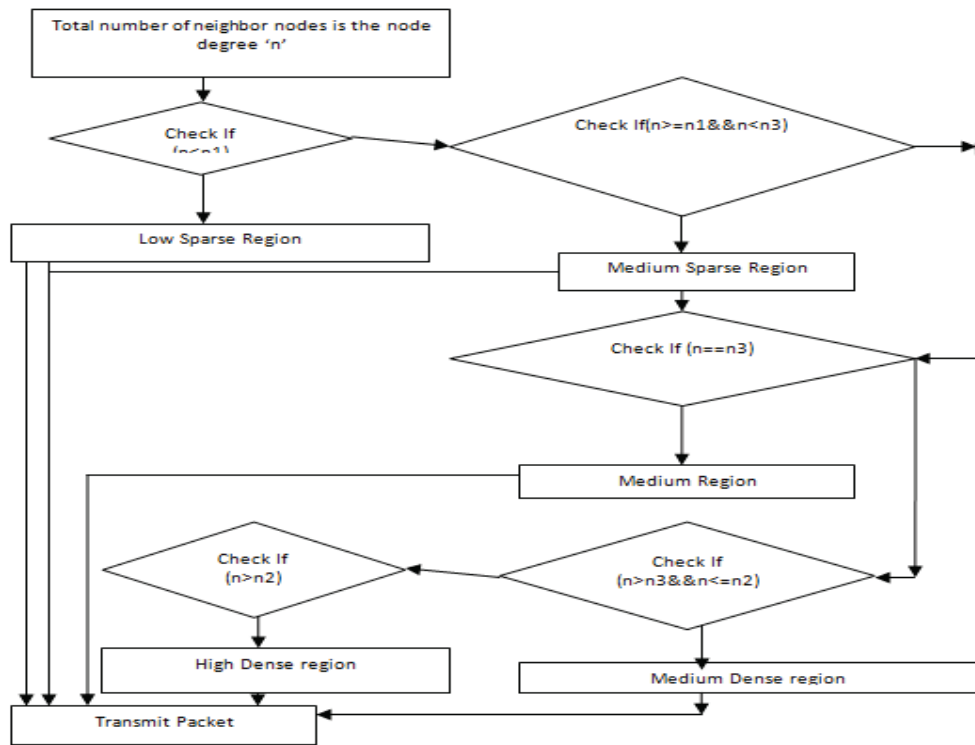 Total number of neighbor nodes is the node
degree ‘n’
Check If
(n<n1)
Check If(n>=n1&&n<n3)
Low Sparse Region
Medium Sparse Region
Check If (n==n3)
Medium Region
Check If
(n>n2)
Check If
(n>n3&&n<=n2)
High Dense region
Medium Dense region
Transmit Packet